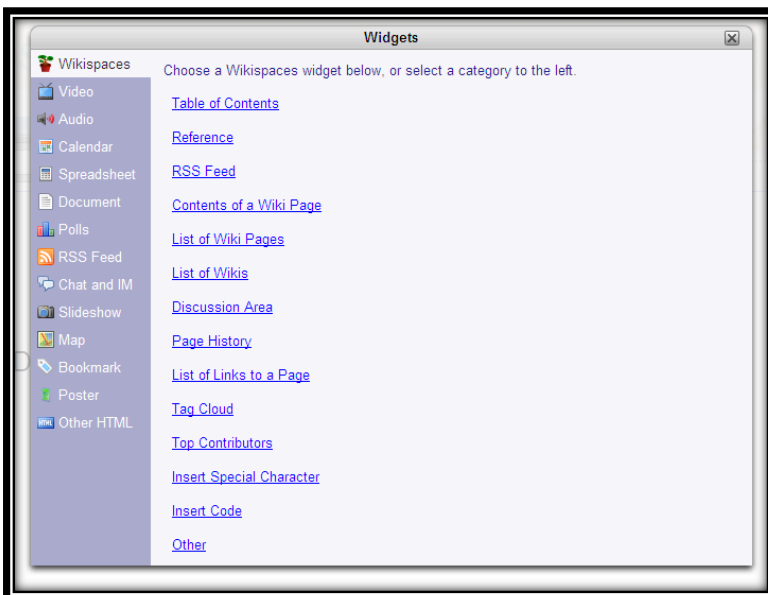 Widgets
Wikispaces
Video
Audio
Calendar
Spreadsheet
Document
Polls
RSS Feed
Chat and IM
Slideshow
Map
Bookmark
Poster
HTML Other HTML
Choose a Wikispaces widget below, or select a category to the left.
Table of Contents
Reference
RSS Feed
Contents of a Wiki Page
List of Wiki Pages
List of Wikis
Discussion Area
Page History
List of Links to a Page
Tag Cloud
Top Contributors
Insert Special Character
Insert Code
Other